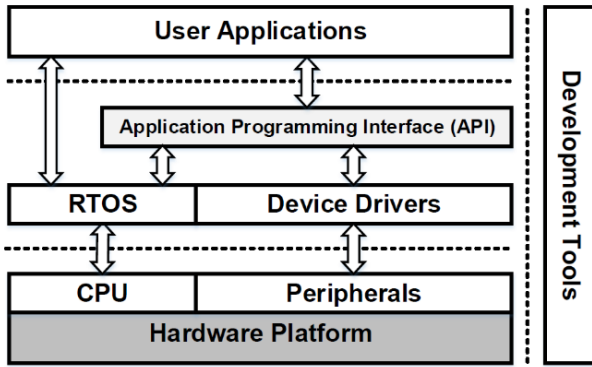 User Applications
Application Programming Interface (API)
RTOS
Device Drivers
CPU
Peripherals
Hardware Platform
Development Tools